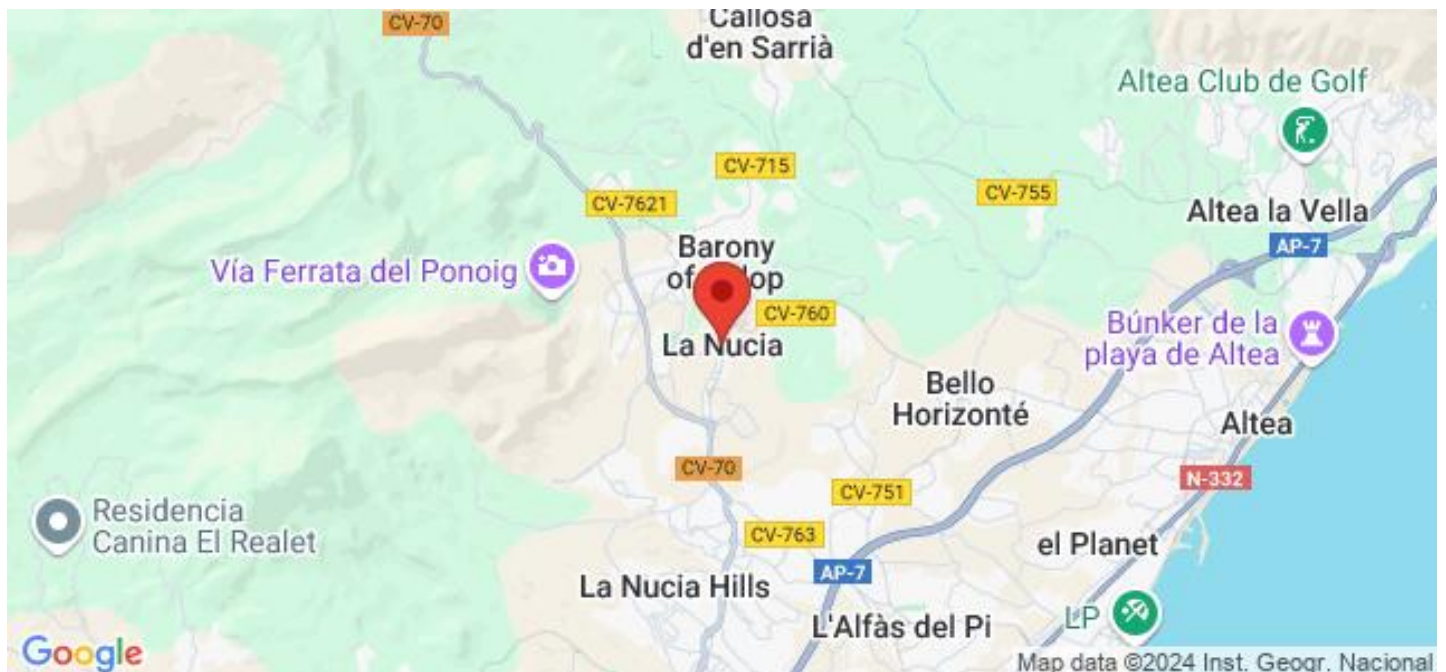 CV-70
Callosa
d'en Sarrià
Altea Club de Golf
CV-715
CV-7621
CV-755
Altea la Vella
AP-7
Barony
of
Vía Ferrata del Ponoig
CV-760
La Nucia
Búnker de la
playa de Altea
Bello
Horizonté
Altea
CV-70
N-332
CV-751
Residencia
Canina El Realet
CV-763
el Planet
AP-7
La Nucia Hills
L'Alfàs del Pi
LP
Google
Map data ©2024 Inst. Geogr. Nacional